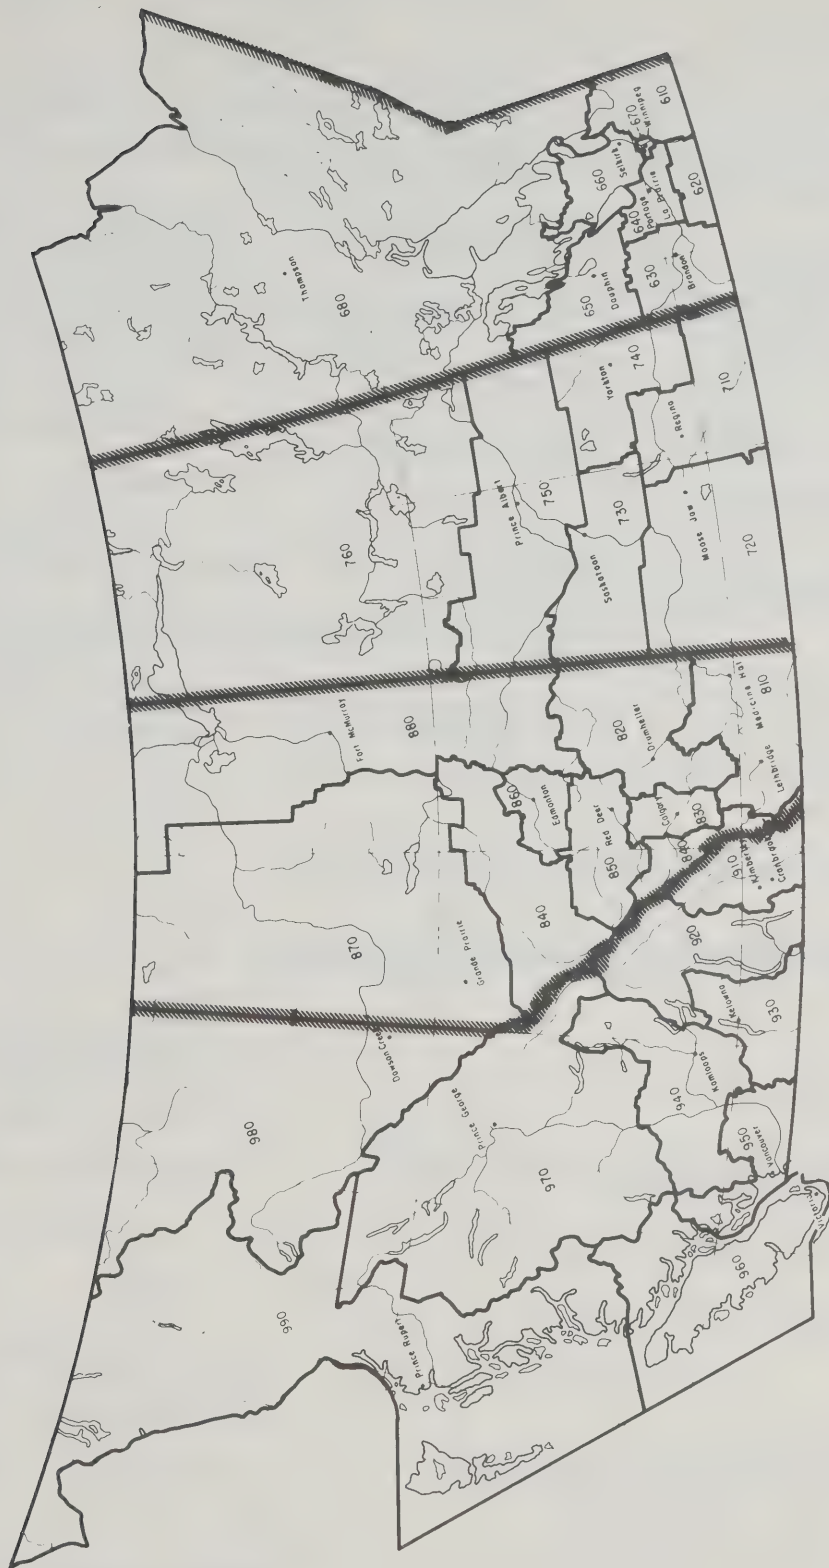 990
Prince Rupert
960
Victoria
980
970
Prince George
Dawson Creek
940
950
Vancouver
Kamloops
930
Kelowna
920
910
Kimberley
Cranbrook
870
Grande Prairie
840
850
Red Deer
840
Calgary
830
860
Edmonton
880
Fort McMurray
820
Drumheller
810
Lethbridge
Medicine Hat
760
750
Prince Albert
730
Saskatoon
720
Moose Jaw
740
Yorkton
710
Regina
680
Thompson
650
Dauphin
630
Brandon
640
Portage
La Prairie
660
Selkirk
620
670
Winnipeg
610